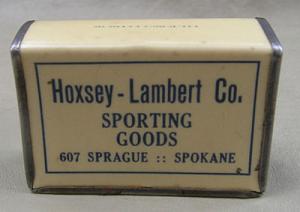 Hoxsey-Lambert Co.
SPORTING
GOODS
607 SPRAGUE :: SPOKANE